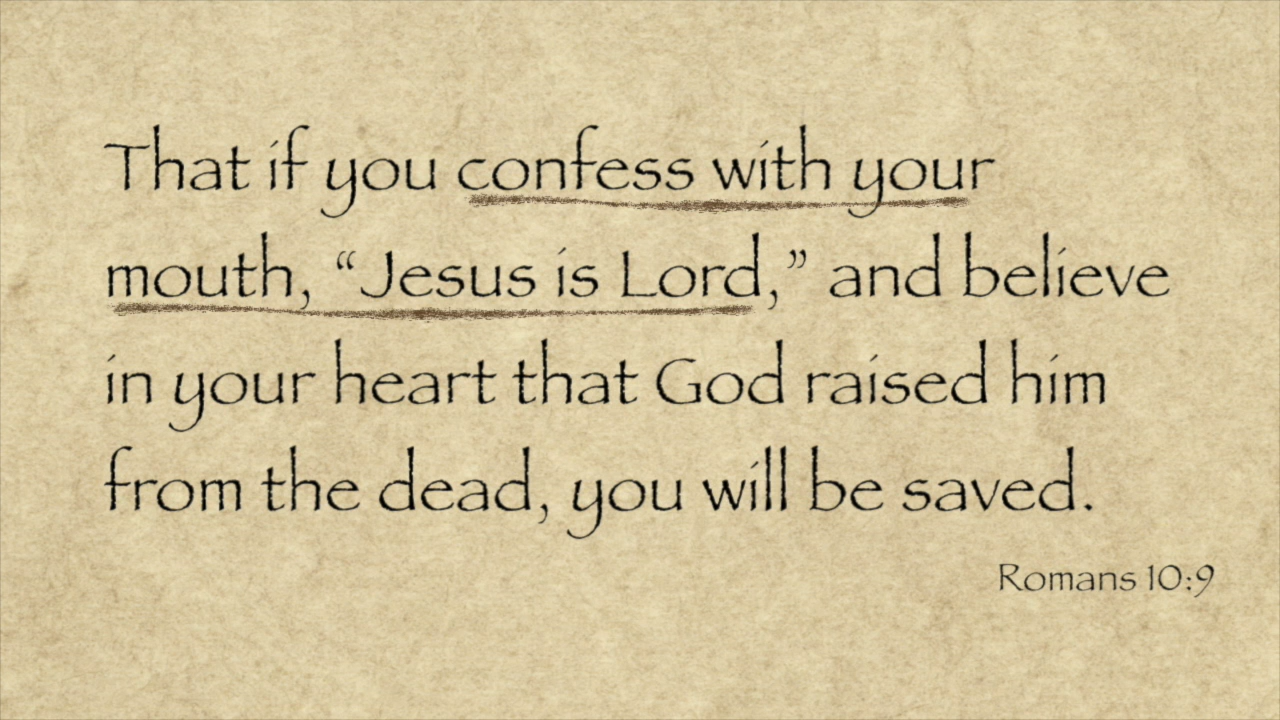 That if you confess with your
mouth, “Jesus is Lord,” and believe
in your heart that God raised him
from the dead, you will be saved.
Romans 10:9